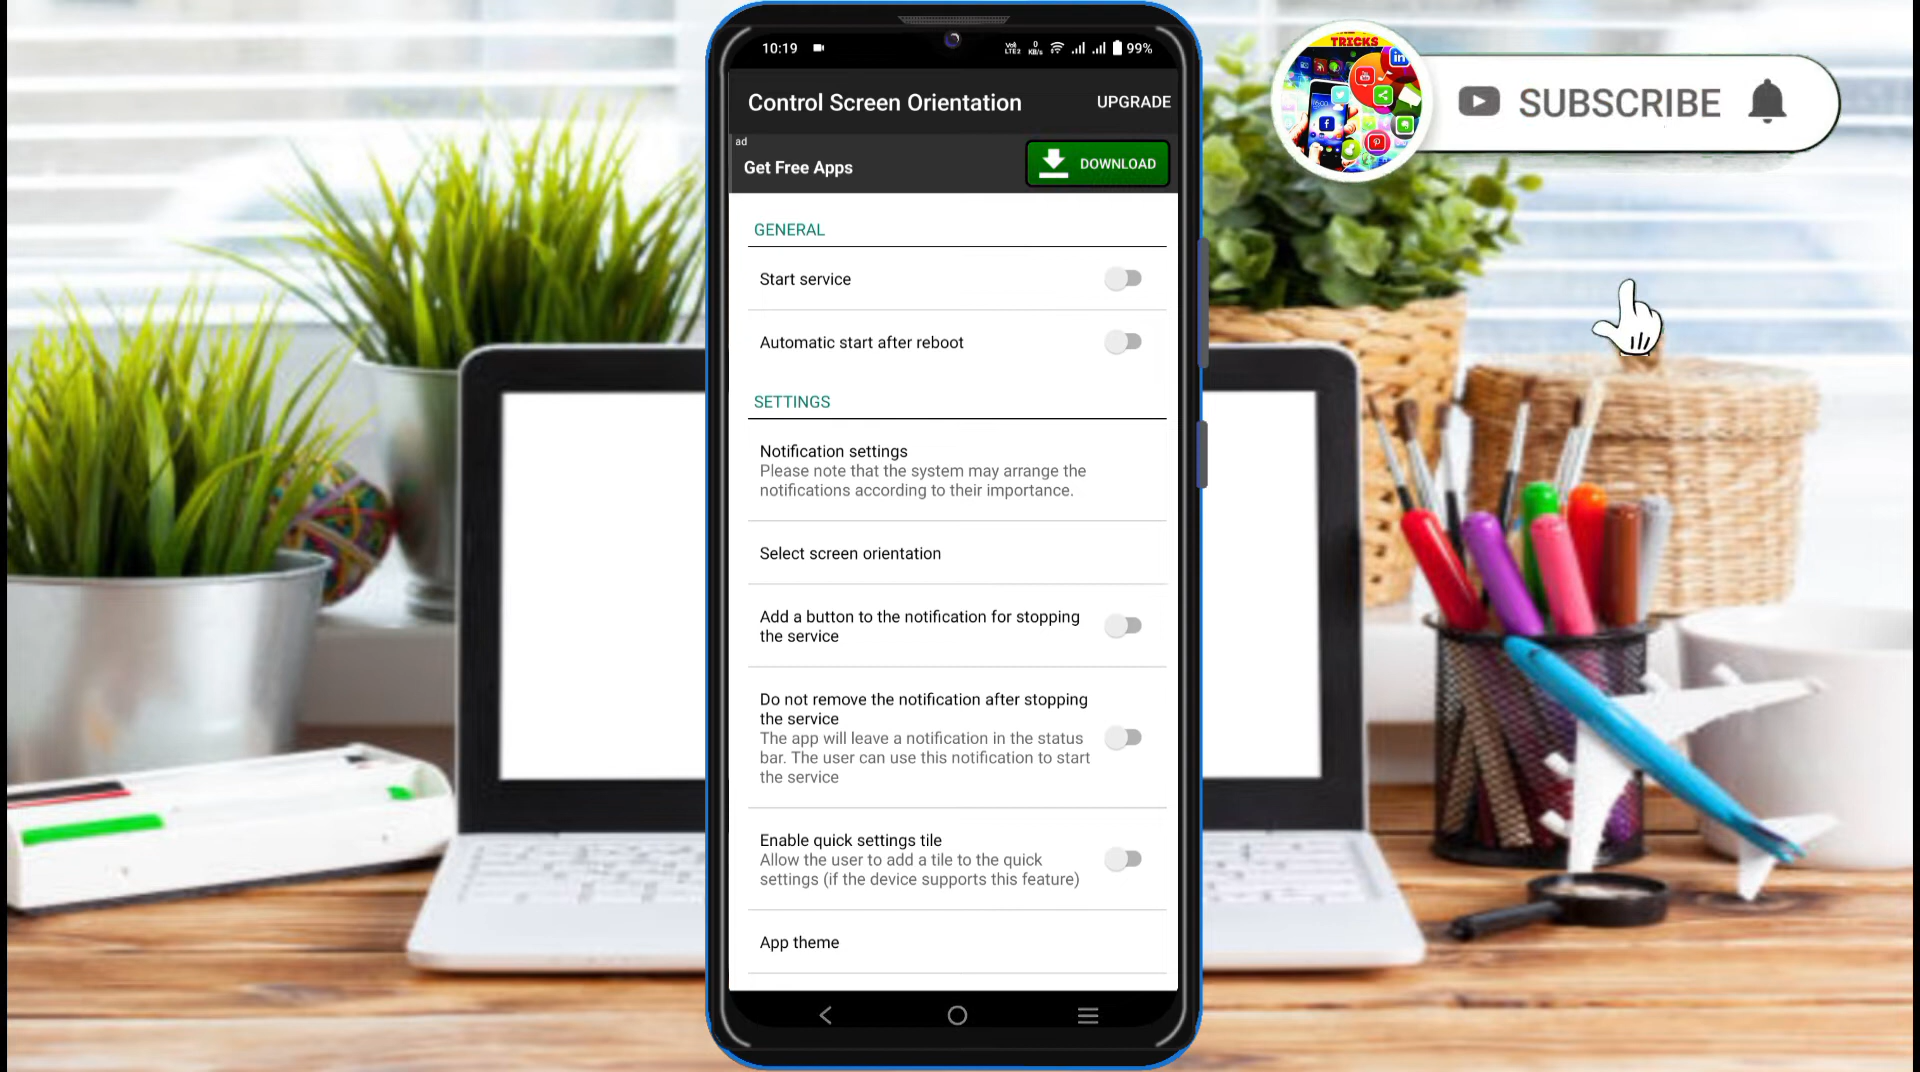 10:19
Vo5
LTE2
0
KB/s
99%
Control Screen Orientation
UPGRADE
ad
Get Free Apps
DOWNLOAD
GENERAL
Start service
Automatic start after reboot
SETTINGS
Notification settings
Please note that the system may arrange the
notifications according to their importance.
Select screen orientation
Add a button to the notification for stopping
the service
Do not remove the notification after stopping
the service
The app will leave a notification in the status
bar. The user can use this notification to start
the service
Enable quick settings tile
Allow the user to add a tile to the quick
settings (if the device supports this feature)
App theme
TRICKS
in
SUBSCRIBE